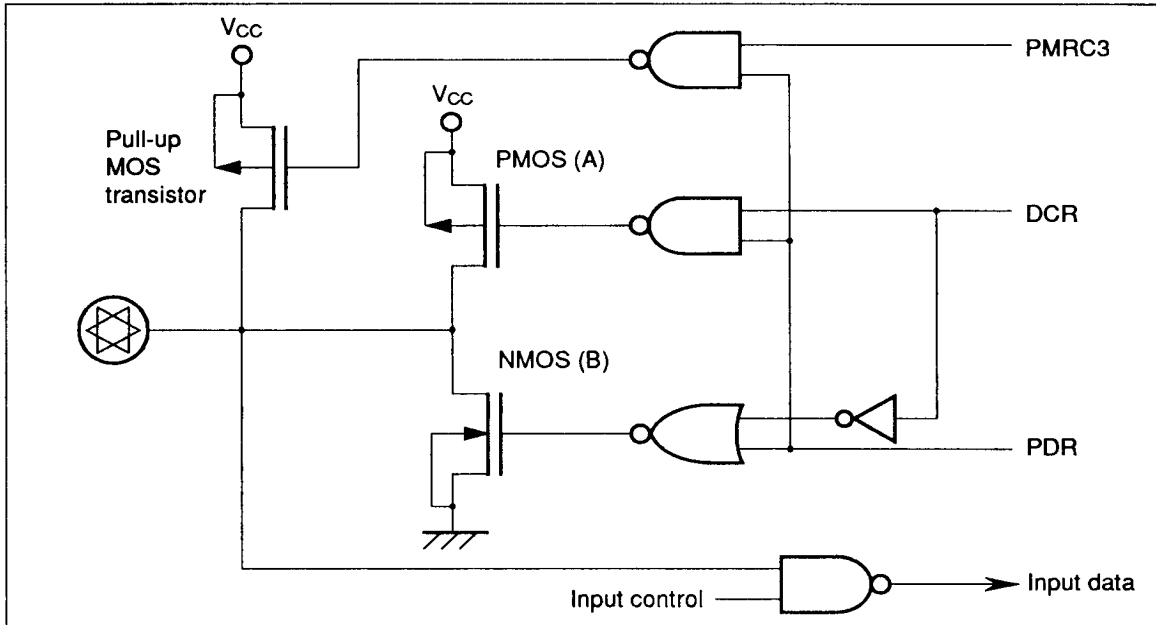 VCC
PMRC3
VCC
Pull-up
MOS
transistor
PMOS (A)
DCR
NMOS (B)
PDR
Input control
Input data